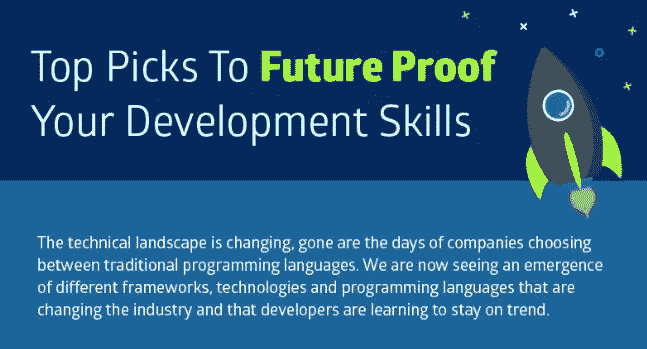 Top Picks To Future Proof
Your Development Skills
The technical landscape is changing, gone are the days of companies choosing
between traditional programming languages. We are now seeing an emergence
of different frameworks, technologies and programming languages that are
changing the industry and that developers are learning to stay on trend.